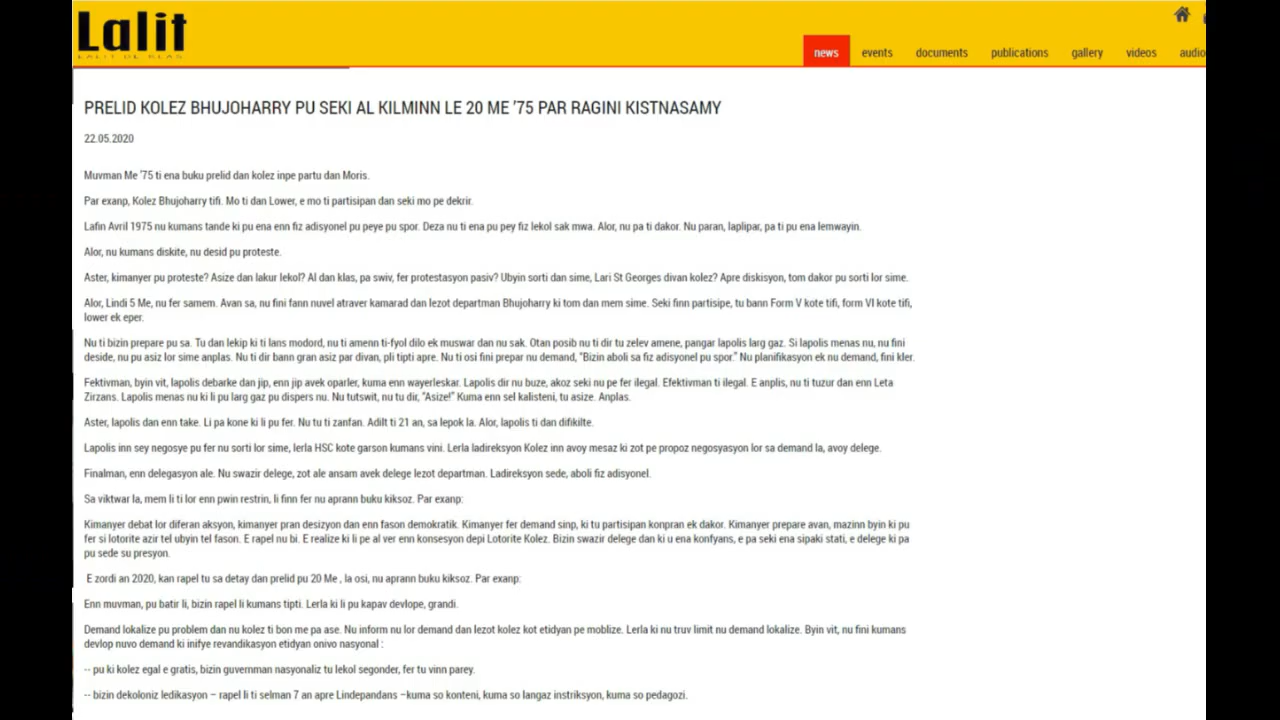 Lalit
LALIT DE KLAS
news
events
documents
publications
gallery
videos
audio
PRELID KOLEZ BHUJOHARRY PU SEKI AL KILMINN LE 20 ME '75 PAR RAGINI KISTNASAMY
22.05.2020
Muvman Me '75 ti ena buku prelid dan kolez inpe partu dan Moris.
Par exanp, Kolez Bhujoharry tifi. Mo ti dan Lower, e mo ti partisipan dan seki mo pe dekrir.
Lafin Avril 1975 nu kumans tande ki pu ena enn fiz adisyonel pu peye pu spor. Deza nu ti ena pu pey fiz lekol sak mwa. Alor, nu pa ti dakor. Nu paran, laplipar, pa ti pu ena lemwayin.
Alor, nu kumans diskite, nu desid pu proteste.
Aster, kimanyer pu proteste? Asize dan lakur lekol? Al dan klas, pa swiv, fer protestasyon pasiv? Ubyin sorti dan sime, Lari St Georges divan kolez? Apre diskisyon, tom dakor pu sorti lor sime.
Alor, Lindi 5 Me, nu fer samem. Avan sa, nu fini fann nuvel atraver kamarad dan lezot departman Bhujoharry ki tom dan mem sime. Seki finn partisipe, tu bann Form V kote tifi, form VI kote tifi,
lower ek eper.
Nu ti bizin prepare pu sa. Tu dan lekip ki ti lans modord, nu ti amenn ti-fyol dilo ek muswar dan nu sak. Otan posib nu ti dir tu zelev amene, pangar lapolis larg gaz. Si lapolis menas nu, nu fini
deside, nu pu asiz lor sime anplas. Nu ti dir bann gran asiz par divan, pli tipti apre. Nu ti osi fini prepar nu demand, "Bizin aboli sa fiz adisyonel pu spor." Nu planifikasyon ek nu demand, fini kler.
Fektivman, byin vit, lapolis debarke dan jip, enn jip avek oparler, kuma enn wayerleskar. Lapolis dir nu buze, akoz seki nu pe fer ilegal. Efektivman ti ilegal. E anplis, nu ti tuzur dan enn Leta
Zirzans. Lapolis menas nu ki li pu larg gaz pu dispers nu. Nu tutswit, nu tu dir, "Asize!" Kuma enn sel kalisteni, tu asize. Anplas.
Aster, lapolis dan enn take. Li pa kone ki li pu fer. Nu tu ti zanfan. Adilt ti 21 an, sa lepok la. Alor, lapolis ti dan difikilte.
Lapolis inn sey negosye pu fer nu sorti lor sime, lerla HSC kote garson kumans vini. Lerla ladireksyon Kolez inn avoy mesaz ki zot pe propoz negosyasyon lor sa demand la, avoy delege.
Finalman, enn delegasyon ale. Nu swazir delege, zot ale ansam avek delege lezot departman. Ladireksyon sede, aboli fiz adisyonel.
Sa viktwar la, mem li ti lor enn pwin restrin, li finn fer nu aprann buku kiksoz. Par exanp:
Kimanyer debat lor diferan aksyon, kimanyer pran desizyon dan enn fason demokratik. Kimanyer fer demand sinp, ki tu partisipan konpran ek dakor. Kimanyer prepare avan, mazinn byin ki pu
fer si lotorite azir tel ubyin tel fason. E rapel nu bi. E realize ki li pe al ver enn konsesyon depi Lotorite Kolez. Bizin swazir delege dan ki u ena konfyans, e pa seki ena sipaki stati, e delege ki pa
pu sede su presyon.
E zordi an 2020, kan rapel tu sa detay dan prelid pu 20 Me , la osi, nu aprann buku kiksoz. Par exanp:
Enn muvman, pu batir li, bizin rapel li kumans tipti. Lerla ki li pu kapav devlope, grandi.
Demand lokalize pu problem dan nu kolez ti bon me pa ase. Nu inform nu lor demand dan lezot kolez kot etidyan pe moblize. Lerla ki nu truv limit nu demand lokalize. Byin vit, nu fini kumans
devlop nuvo demand ki inifye revandikasyon etidyan onivo nasyonal :
-- pu ki kolez egal e gratis, bizin guvernman nasyonaliz tu lekol segonder, fer tu vinn parey.
-- bizin dekoloniz ledikasyon – rapel li ti selman 7 an apre Lindepandans –kuma so konteni, kuma so langaz instriksyon, kuma so pedagozi.